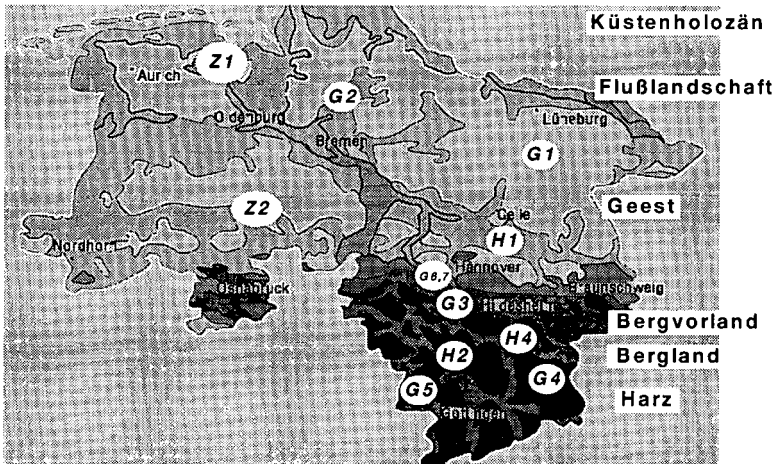 Küstenholozän
Z1
Aurich
Flußlandschaft
G2
Lüneburg
Oldenburg
Bremen
G1
Geest
Z2
Celle
Nordhorn
H1
Hannover
G6,7
Osnabrück
Braunschweig
G3
Hildesheim
Bergvorland
H4
H2
Bergland
G4
G5
Harz
Göttingen